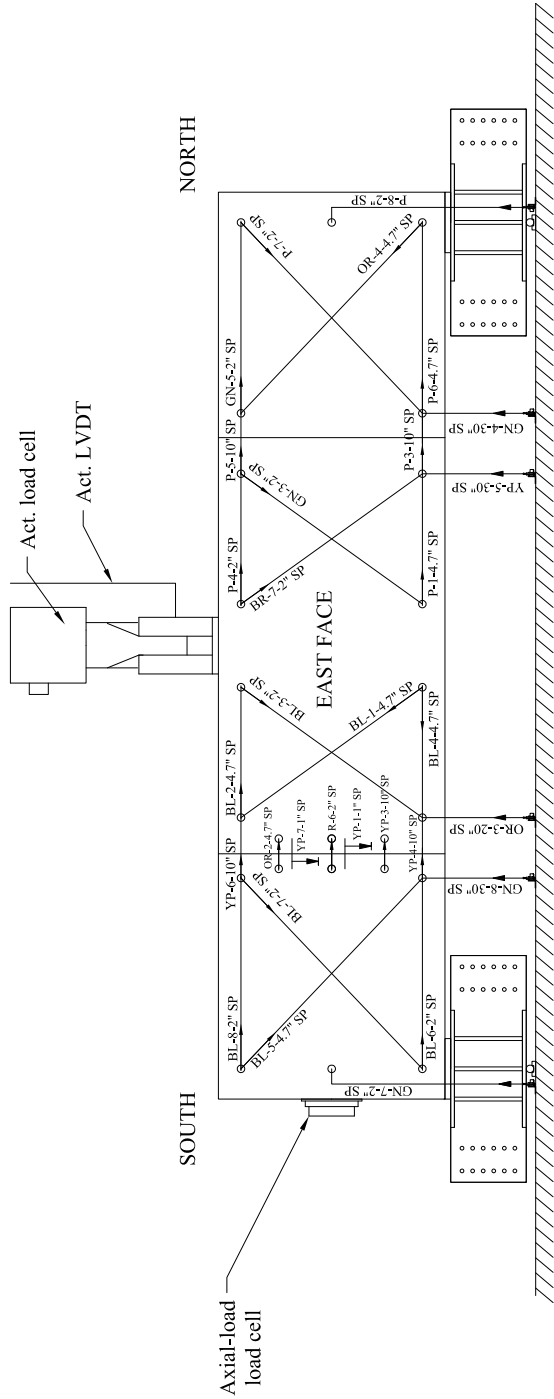 Act. load cell
Act. LVDT
SOUTH
NORTH
Axial-load
load cell
EAST FACE
BL-8-2" SP
YP-6-10" SP
BL-2-4.7" SP
P-4-2" SP
P-5-10" SP
GN-5-2" SP
BL-7-2" SP
BL-5-4.7" SP
BL-3-2" SP
BL-1-4.7" SP
GN-3-2" SP
BR-7-2" SP
P-7-2" SP
OR-4-4.7" SP
OR-2-4.7" SP
YP-7-1" SP
R-6-2" SP
YP-1-1" SP
YP-3-10" SP
BL-6-2" SP
YP-4-10" SP
BL-4-4.7" SP
P-1-4.7" SP
P-3-10" SP
P-6-4.7" SP
GN-7-2" SP
GN-8-30" SP
OR-3-20" SP
YP-5-30" SP
GN-4-30" SP
P-8-2" SP